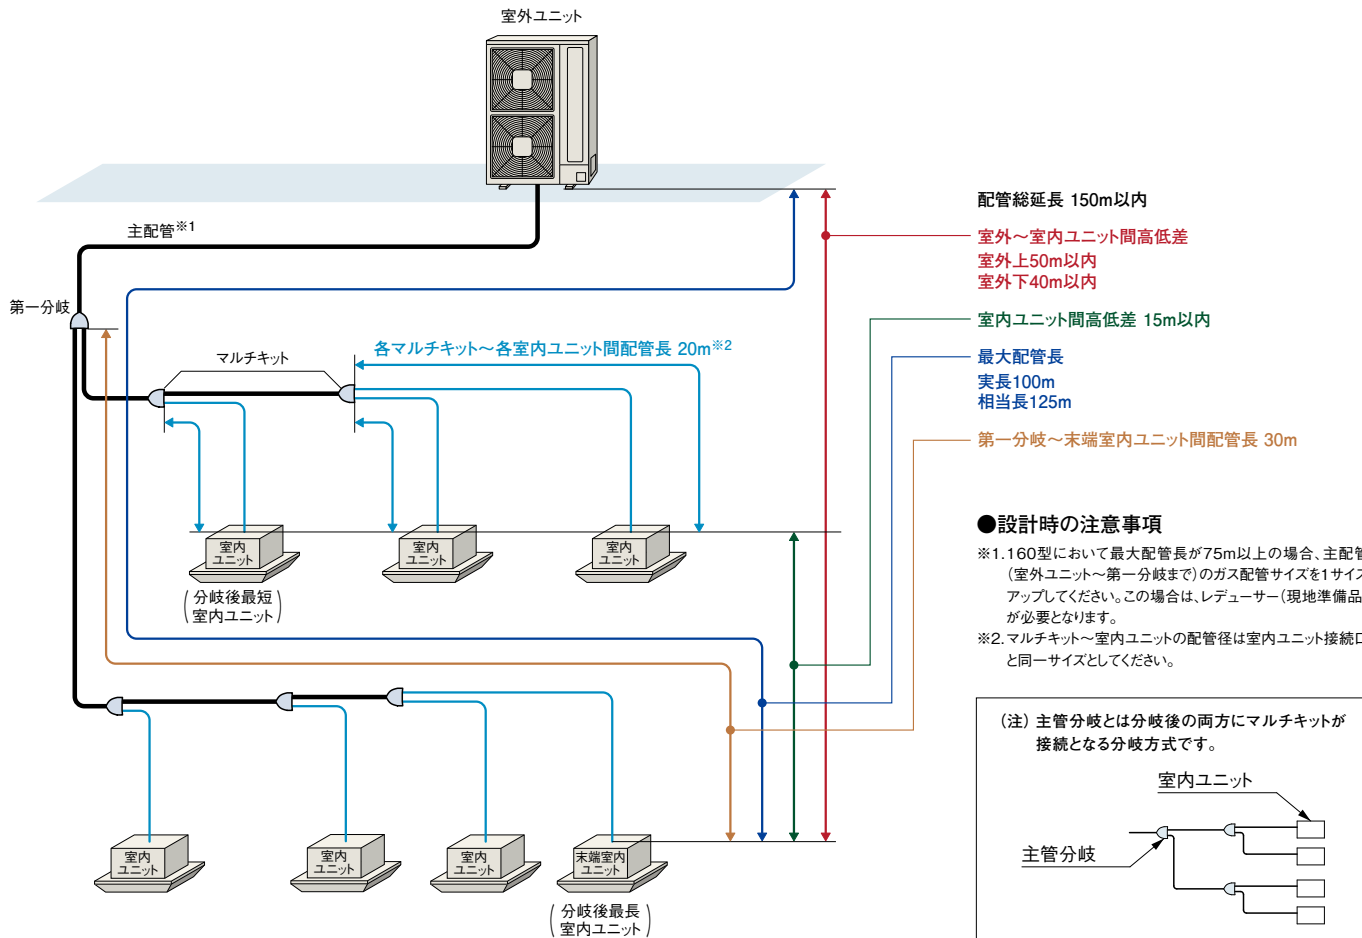 室外ユニット
主配管※1
第一分岐
マルチキット
各マルチキット～各室内ユニット間配管長 20m※2
室内
ユニット
室内
ユニット
室内
ユニット
(分岐後最短
室内ユニット)
室内
ユニット
室内
ユニット
室内
ユニット
末端室内
ユニット
(分岐後最長
室内ユニット)
配管総延長 150m以内
室外～室内ユニット間高低差
室外上50m以内
室外下40m以内
室内ユニット間高低差 15m以内
最大配管長
実長100m
相当長125m
第一分岐～末端室内ユニット間配管長 30m
●設計時の注意事項
※1.160型において最大配管長が75m以上の場合、主配管
(室外ユニット～第一分岐まで)のガス配管サイズを1サイズ
アップしてください。この場合は、レデューサー(現地準備品
が必要となります。
※2.マルチキット～室内ユニットの配管径は室内ユニット接続口
と同一サイズとしてください。
(注) 主管分岐とは分岐後の両方にマルチキットが
接続となる分岐方式です。
室内ユニット
主管分岐